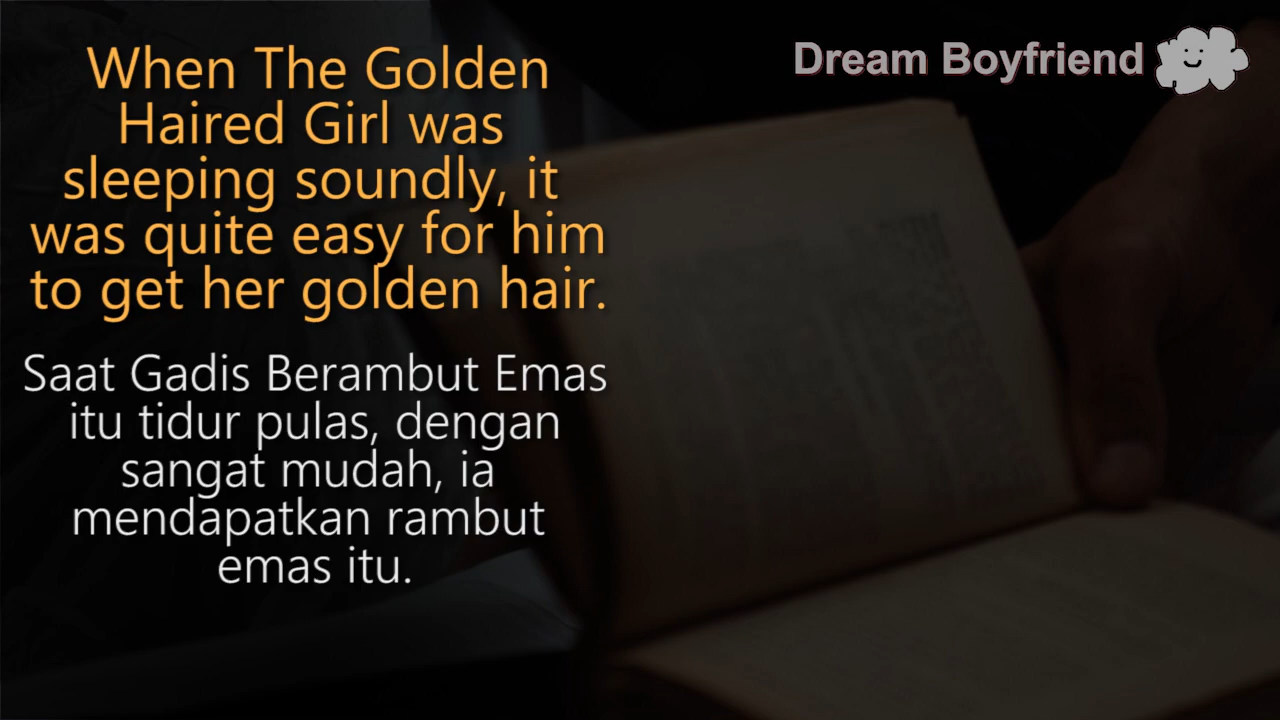 Dream Boyfriend
When The Golden
Haired Girl was
sleeping soundly, it
was quite easy for him
to get her golden hair.
Saat Gadis Berambut Emas
itu tidur pulas, dengan
sangat mudah, ia
mendapatkan rambut
emas itu.